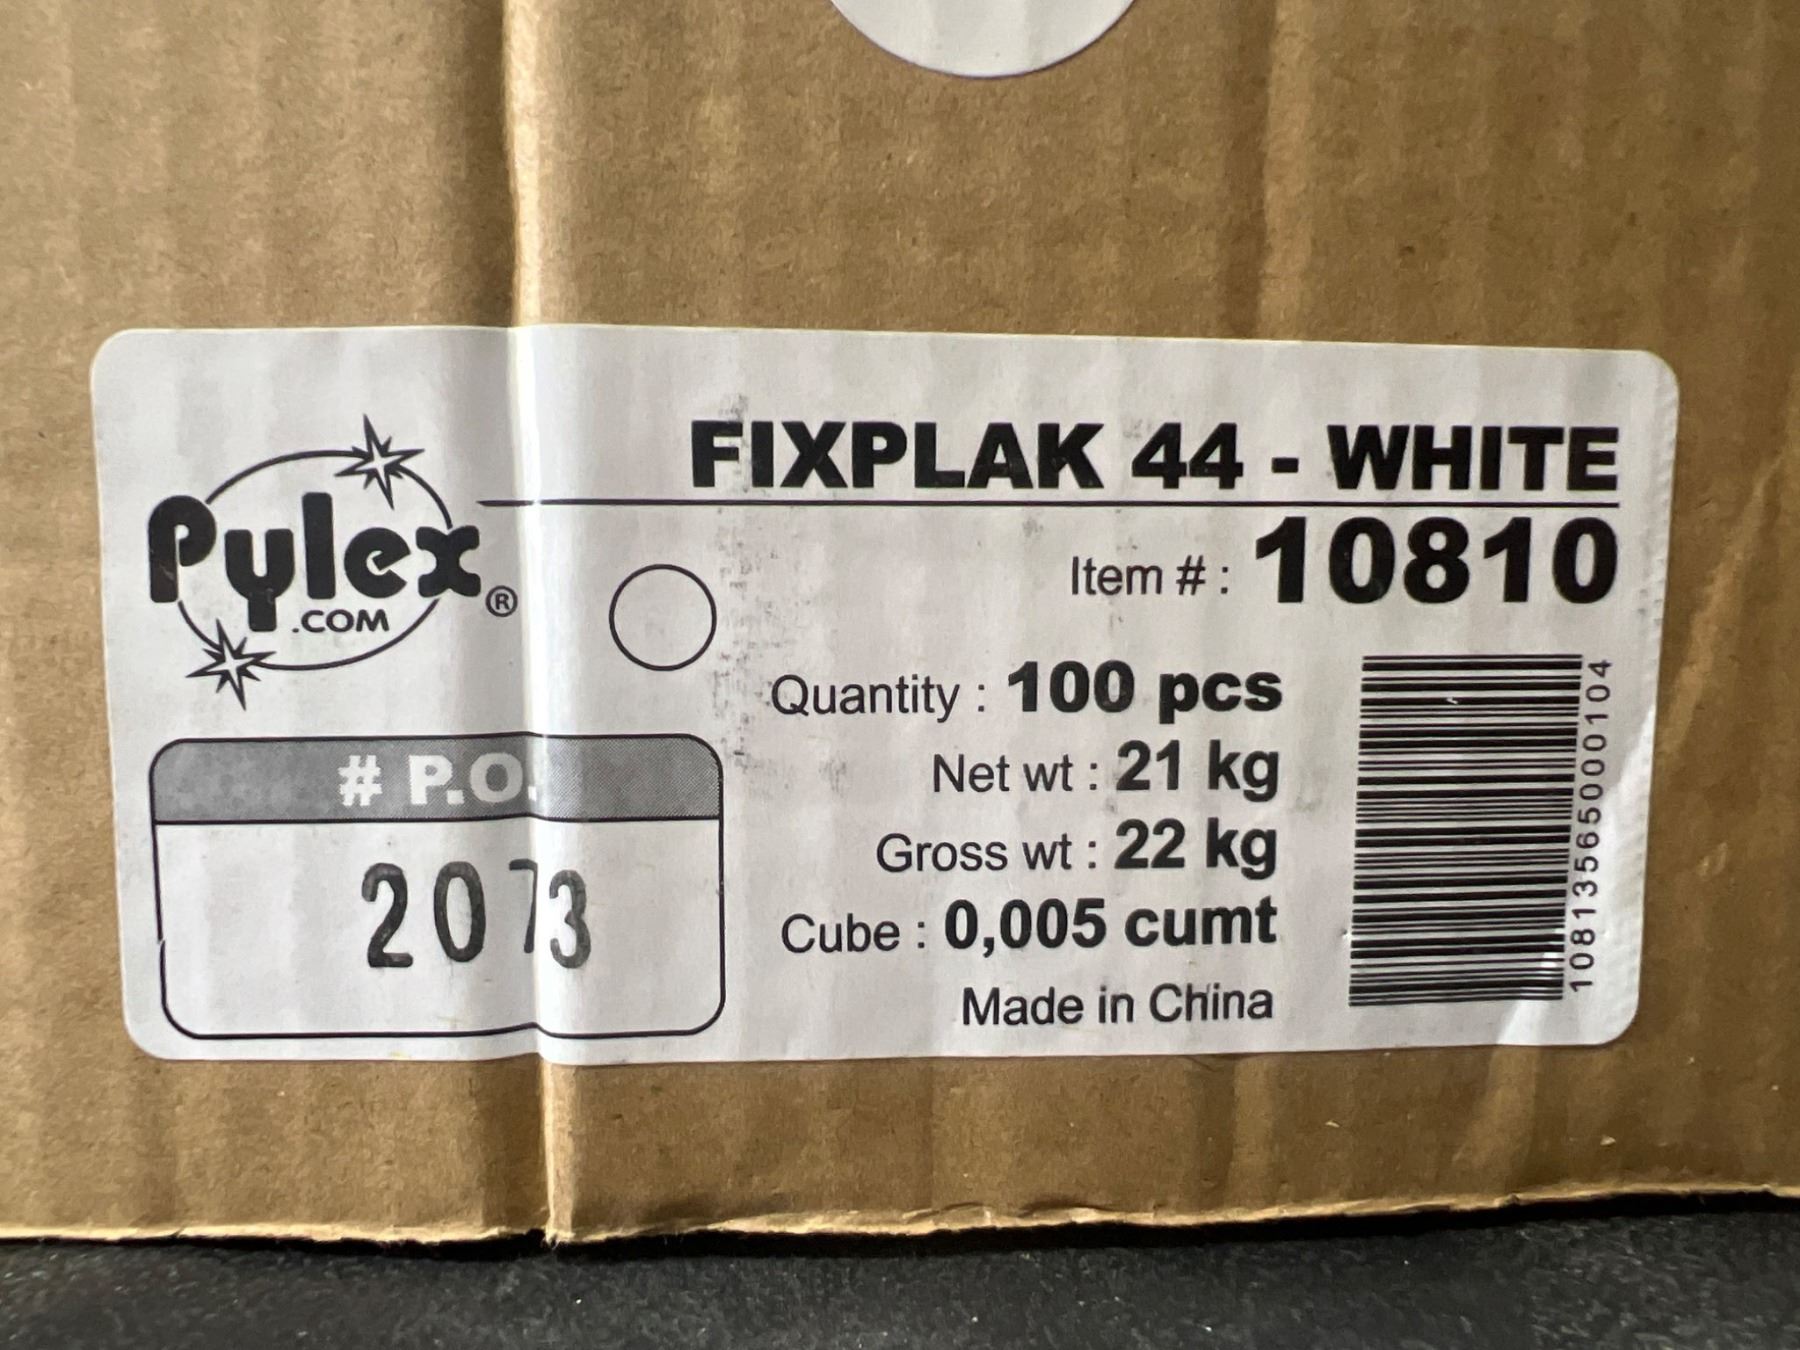 Pylex®
.COM
FIXPLAK 44 - WHITE
Item # : 10810
Quantity : 100 pcs
Net wt : 21 kg
Gross wt : 22 kg
Cube : 0,005 cumt
Made in China
# P.O.
2073
10813565000104